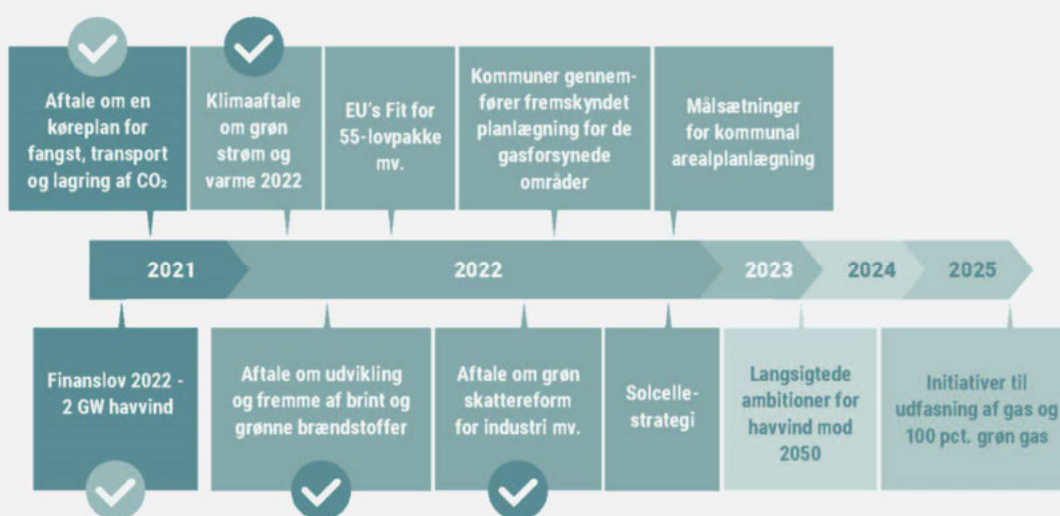 Aftale om en
køreplan for
fangst, transport
og lagring af CO₂
Klimaaftale
om grøn
strøm og
varme 2022
EU's Fit for
55-lovpakke
mv.
Kommuner gennem-
fører fremskyndet
planlægning for de
gasforsynede
områder
Målsætninger
for kommunal
arealplanlægning
2021
2022
2023
2024
2025
Finanslov 2022 -
2 GW havvind
Aftale om udvikling
og fremme af brint og
grønne brændstoffer
Aftale om grøn
skattereform
for industri mv.
Solcelle-
strategi
Langsigtede
ambitioner for
havvind mod
2050
Initiativer til
udfasning af gas og
100 pct. grøn gas